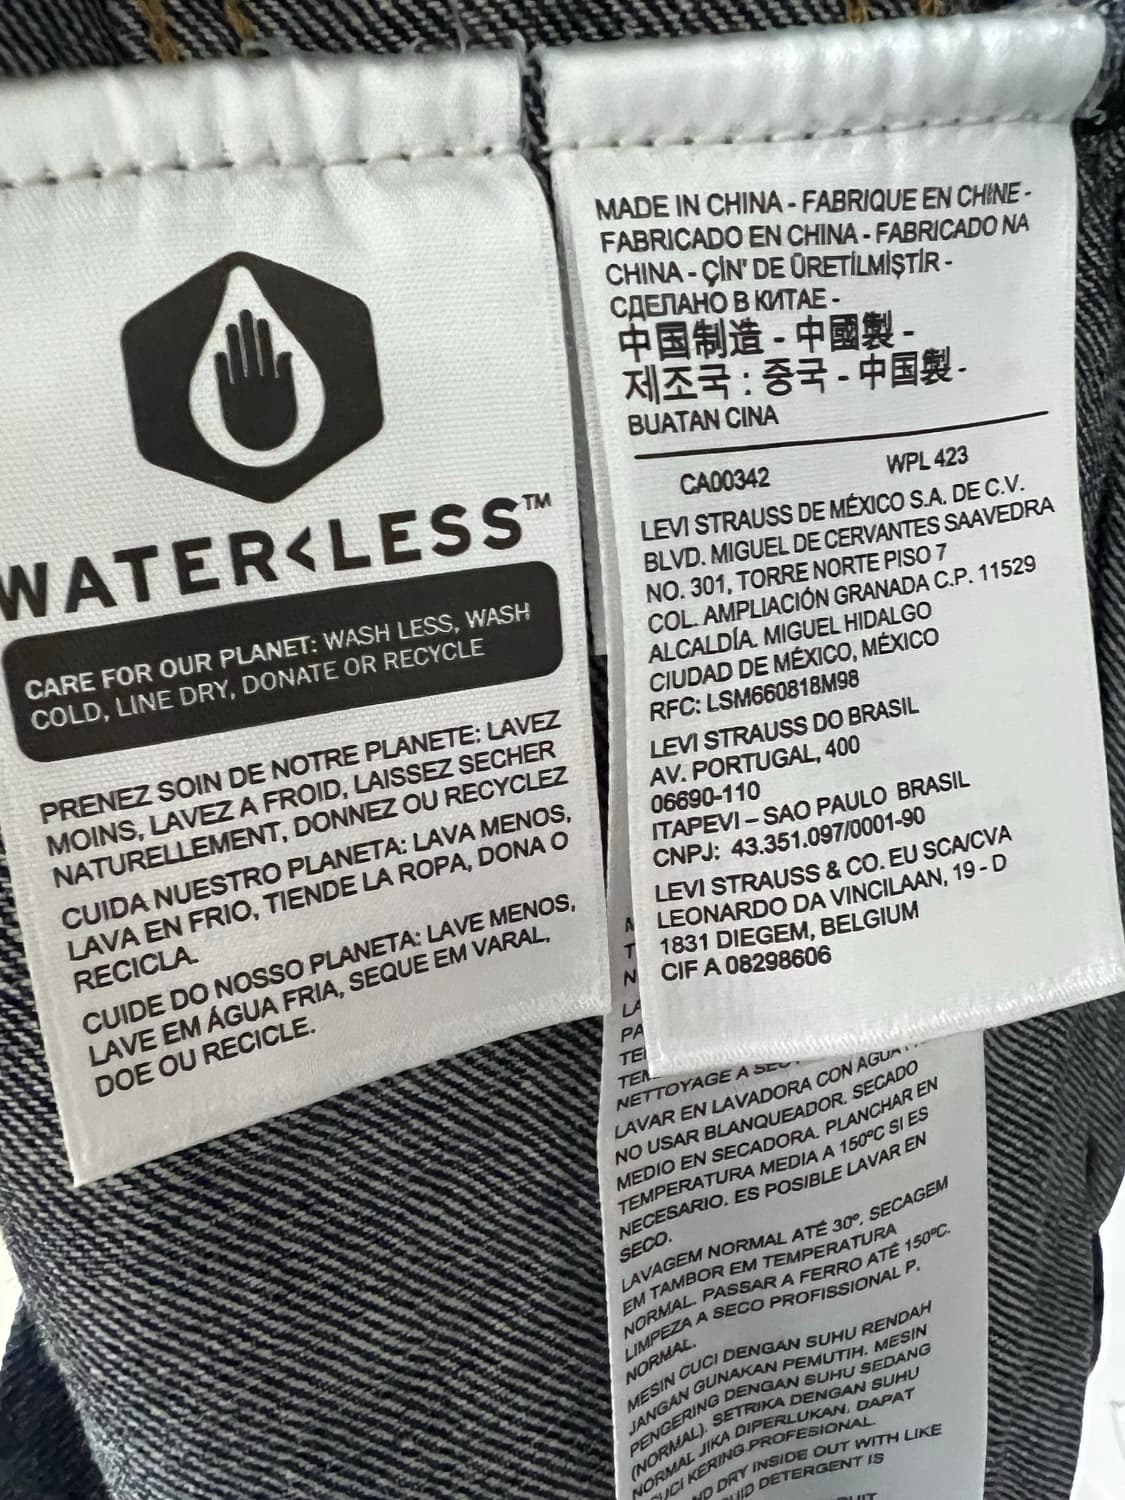 WATER<LESS™
CARE FOR OUR PLANET: WASH LESS, WASH
COLD, LINE DRY, DONATE OR RECYCLE
PRENEZ SOIN DE NOTRE PLANETE: LAVEZ
MOINS, LAVEZ A FROID, LAISSEZ SECHER
NATURELLEMENT, DONNEZ OU RECYCLEZ
CUIDA NUESTRO PLANETA: LAVA MENOS,
LAVA EN FRIO, TIENDE LA ROPA, DONA O
RECICLA.
CUIDE DO NOSSO PLANETA: LAVE MENOS,
LAVE EM ÁGUA FRIA, SEQUE EM VARAL,
DOE OU RECICLE.
MADE IN CHINA - FABRIQUE EN CHINE -
FABRICADO EN CHINA - FABRICADO NA
CHINA - ÇİN' DE ÜRETİLMİŞTİR -
СДЕЛАНО В КИТАЕ -
中国制造 - 中國製 -
제조국 : 중국 - 中国製 -
BUATAN CINA
CA00342 WPL 423
LEVI STRAUSS DE MÉXICO S.A. DE C.V.
BLVD. MIGUEL DE CERVANTES SAAVEDRA
NO. 301, TORRE NORTE PISO 7
COL. AMPLIACIÓN GRANADA C.P. 11529
ALCALDÍA. MIGUEL HIDALGO
CIUDAD DE MÉXICO, MÉXICO
RFC: LSM660818M98
LEVI STRAUSS DO BRASIL
AV. PORTUGAL, 400
06690-110
ITAPEVI – SAO PAULO BRASIL
CNPJ: 43.351.097/0001-90
LEVI STRAUSS & CO. EU SCA/CVA
LEONARDO DA VINCILAAN, 19 - D
1831 DIEGEM, BELGIUM
CIF A 08298606
NETTOYAGE A
LAVAR EN LAVADORA CON AGUA
NO USAR BLANQUEADOR. SECADO
MEDIO EN SECADORA. PLANCHAR EN
TEMPERATURA MEDIA A 150ºC SI ES
NECESARIO. ES POSIBLE LAVAR EN
SECO.
LAVAGEM NORMAL ATÉ 30º. SECAGEM
EM TAMBOR EM TEMPERATURA
NORMAL. PASSAR A FERRO ATÉ 150ºC.
LIMPEZA A SECO PROFISSIONAL P.
NORMAL.
MESIN CUCI DENGAN SUHU RENDAH
JANGAN GUNAKAN PEMUTIH. MESIN
PENGERING DENGAN SUHU SEDANG
(NORMAL). SETRIKA DENGAN SUHU
NORMAL JIKA DIPERLUKAN, DAPAT
CUCI KERING PROFESIONAL.
DRY INSIDE OUT WITH LIKE
DETERGENT IS